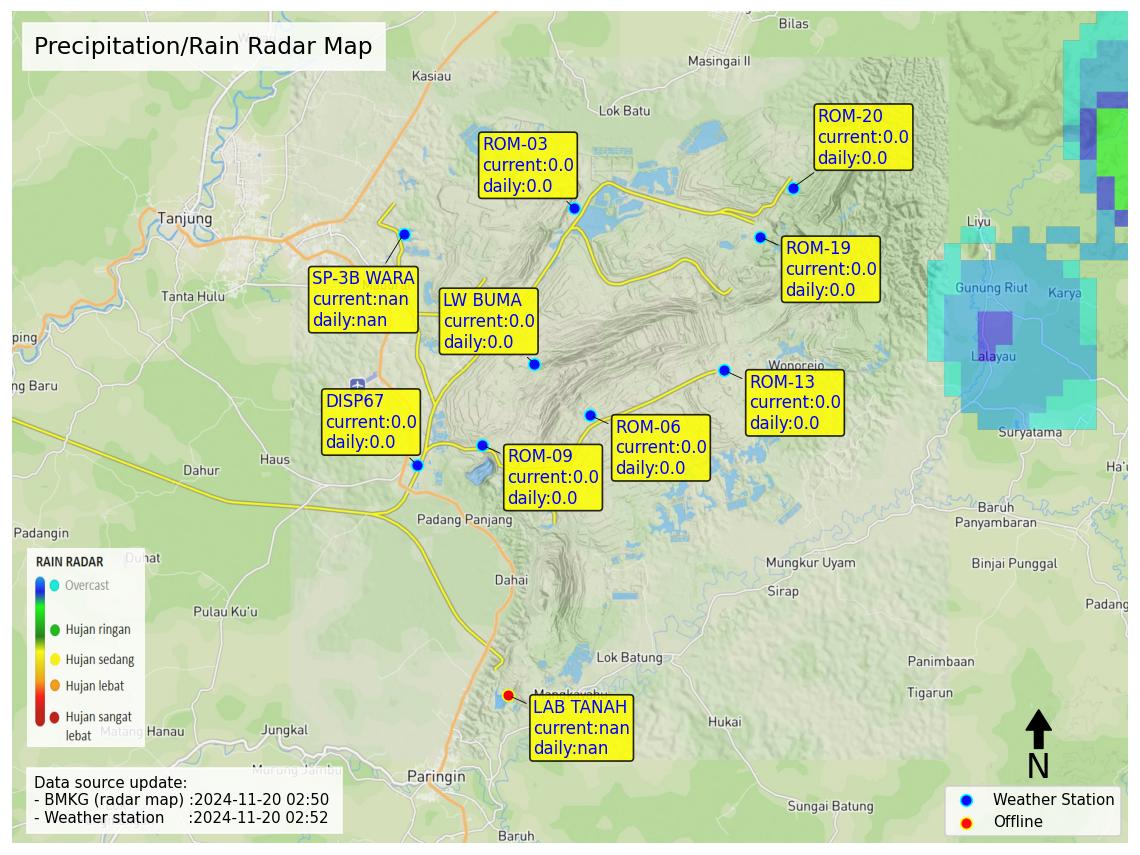 Precipitation/Rain Radar Map
Bilas
Masingai II
Kasiau
Lok Batu
ROM-20
current:0.0
daily:0.0
ROM-03
current:0.0
daily:0.0
Tanjung
Liyu
ROM-19
current:0.0
daily:0.0
SP-3B WARA
current:nan
daily:nan
Tanta Hulu
LW BUMA
current:0.0
daily:0.0
Gunung Riut
Karya
ping
Lalayau
Wonorejo
ng Baru
ROM-13
current:0.0
daily:0.0
DISP67
current:0.0
daily:0.0
ROM-06
current:0.0
daily:0.0
Suryatama
ROM-09
current:0.0
daily:0.0
Haus
Dahur
Ha'u
Baruh
Panyambaran
Padang Panjang
Padangin
Duhat
Mungkur Uyam
Binjai Punggal
RAIN RADAR
Overcast
Hujan ringan
Hujan sedang
Hujan lebat
Hujan sangat
lebat
Dahai
Sirap
Padang
Pulau Ku'u
Lok Batung
Panimbaan
Tigarun
LAB TANAH
current:nan
daily:nan
Hukai
Matang Hanau
Jungkal
Murung Jambu
Paringin
N
Data source update:
- BMKG (radar map) :2024-11-20 02:50
- Weather station :2024-11-20 02:52
Sungai Batung
Baruh
Weather Station
Offline